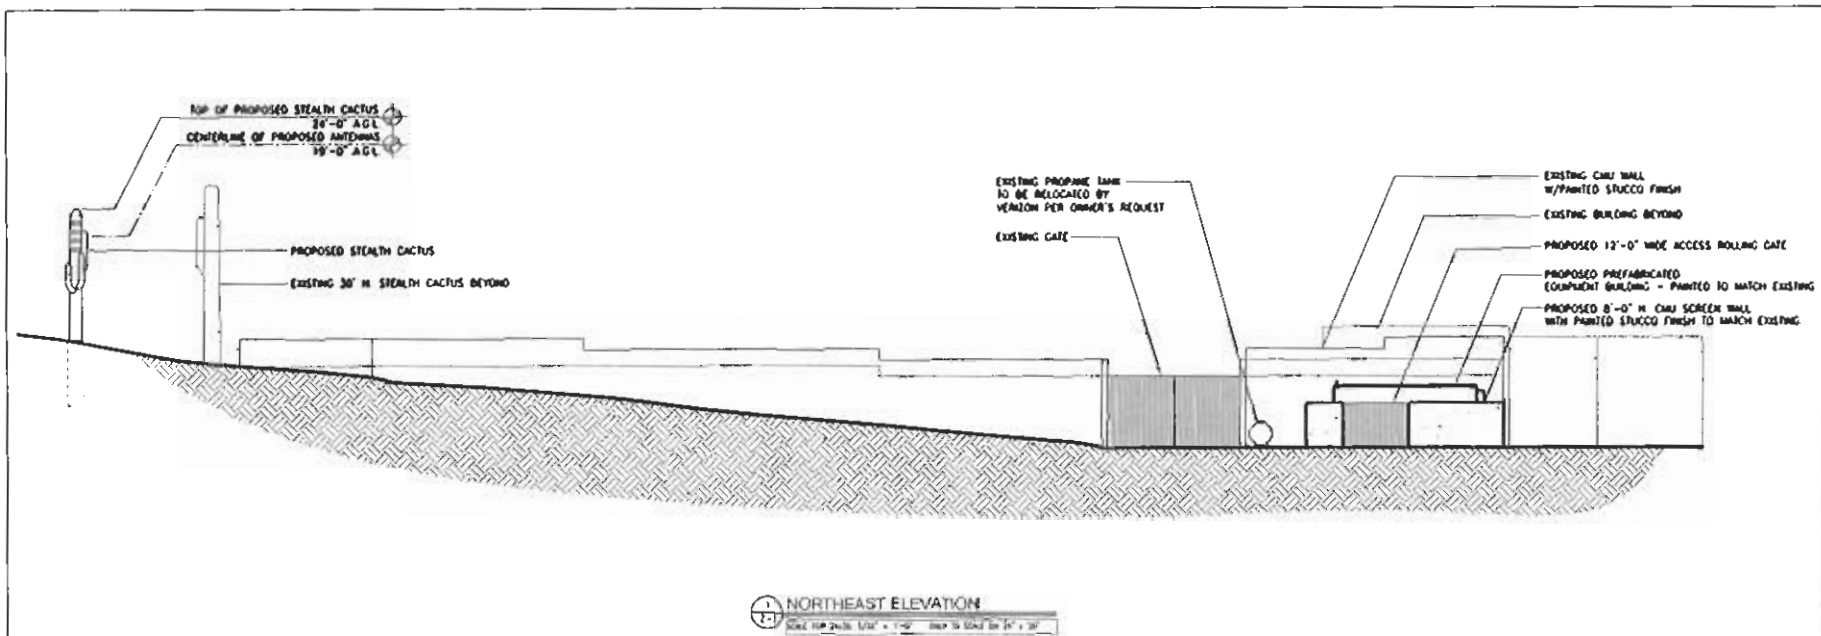 TOP OF PROPOSED STEALTH CACTUS
24'-0" A.G.L.
CENTERLINE OF PROPOSED ANTENNAS
19'-0" A.G.L.
PROPOSED STEALTH CACTUS
EXISTING 30' H. STEALTH CACTUS BEYOND
EXISTING PROPANE TANK
TO BE RELOCATED BY
VERIZON PER OWNER'S REQUEST
EXISTING GATE
EXISTING CMU WALL
W/PAINTED STUCCO FINISH
EXISTING BUILDING BEYOND
PROPOSED 12'-0" WIDE ACCESS ROLLING GATE
PROPOSED PREFABRICATED
EQUIPMENT BUILDING - PAINTED TO MATCH EXISTING
PROPOSED 8'-0" H. CMU SCREEN WALL
WITH PAINTED STUCCO FINISH TO MATCH EXISTING
1
NORTHEAST ELEVATION